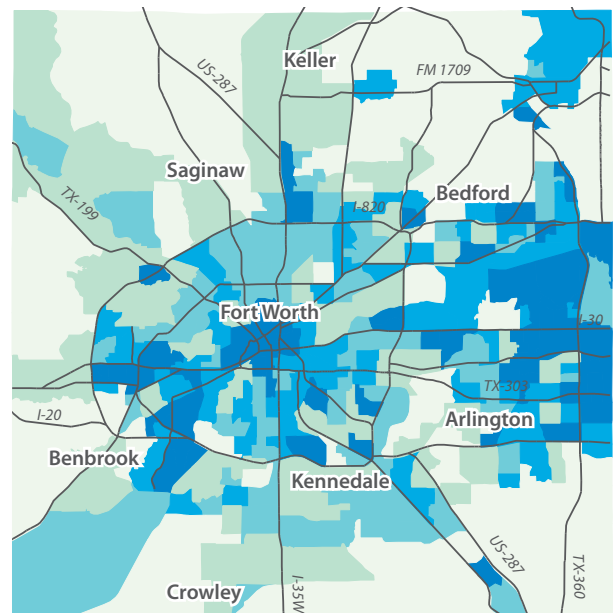 Keller
FM 1709
US-287
Saginaw
TX-199
Bedford
I-820
Fort Worth
I-30
TX-303
I-20
Arlington
Benbrook
Kennedale
US-287
Crowley
I-35W
TX-360